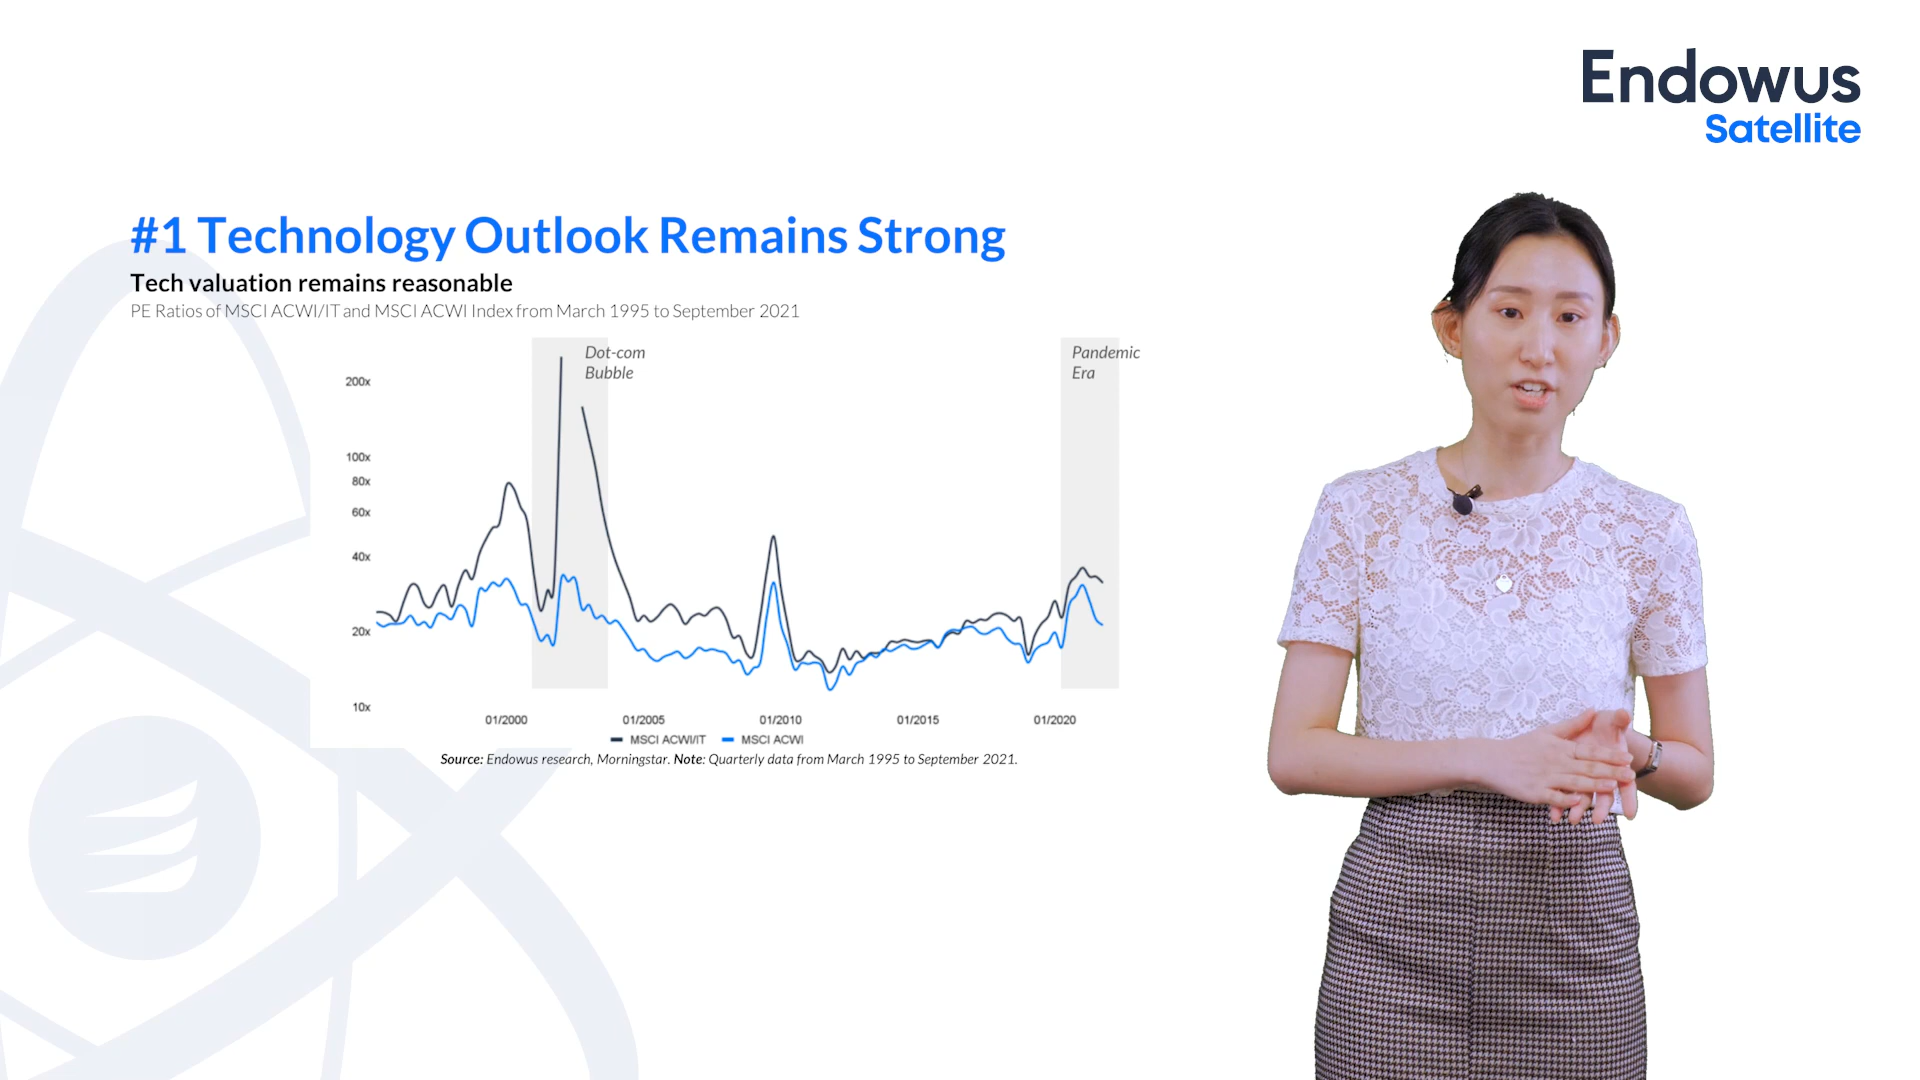 Endowus
Satellite
#1 Technology Outlook Remains Strong
Tech valuation remains reasonable
PE Ratios of MSCI ACWI/IT and MSCI ACWI Index from March 1995 to September 2021
Dot-com
Bubble
Pandemic
Era
200x
100x
80x
60x
40x
20x
10x
01/2000
01/2005
01/2010
01/2015
01/2020
MSCI ACWI/IT
MSCI ACWI
Source: Endowus research, Morningstar. Note: Quarterly data from March 1995 to September 2021.